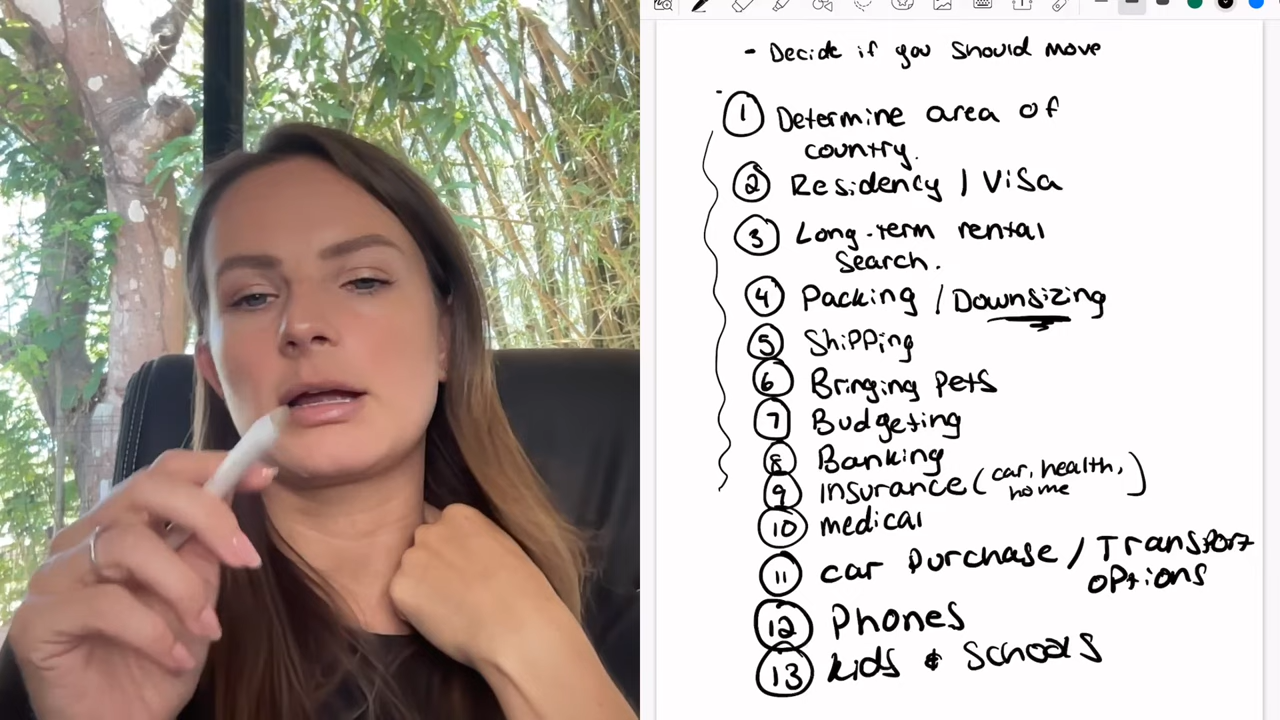 - Decide if you should move
1 Determine area of
country.
2 Residency / Visa
3 Long-term rental
search.
4 Packing / Downsizing
5 Shipping
6 Bringing pets
7 Budgeting
8 Banking
9 Insurance (car, health,
home)
10 medical
11 car purchase / Transport
options
12 Phones
13 kids & schools